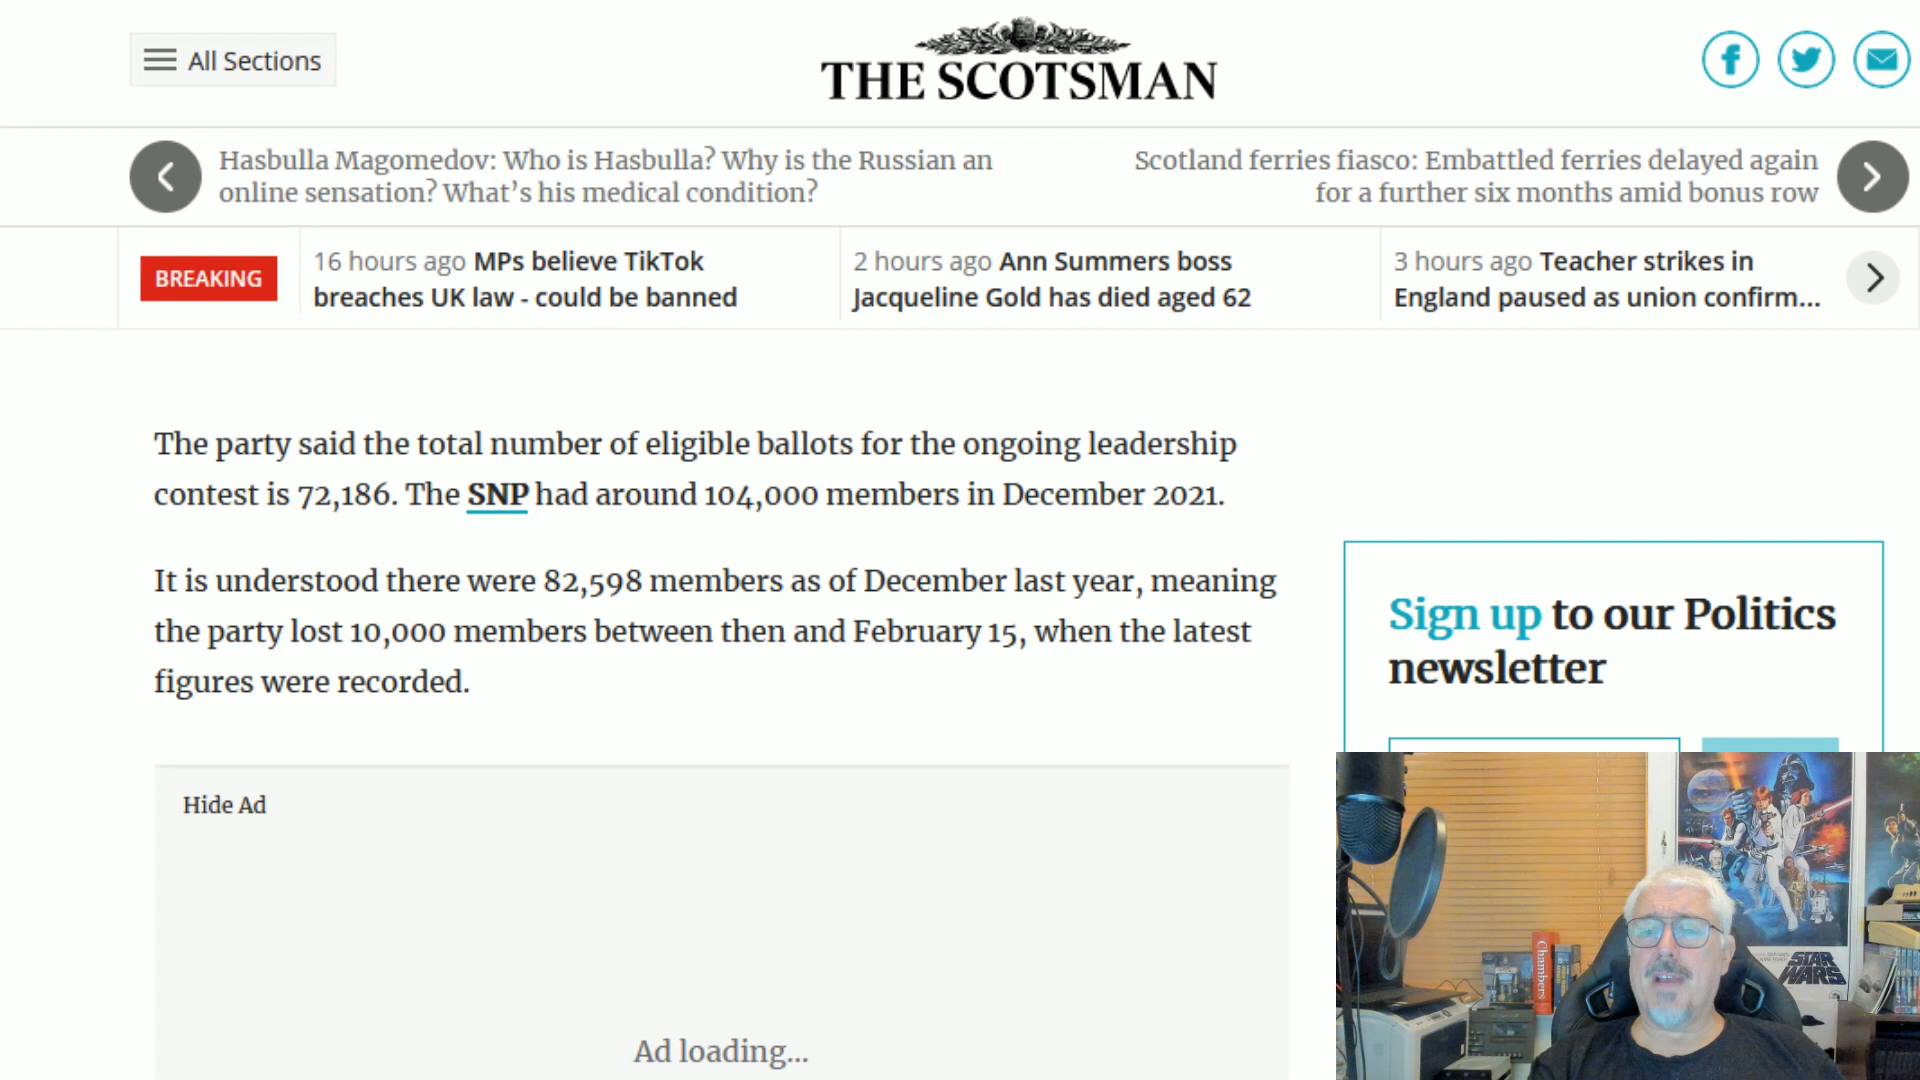 All Sections
THE SCOTSMAN
Hasbulla Magomedov: Who is Hasbulla? Why is the Russian an
online sensation? What’s his medical condition?
Scotland ferries fiasco: Embattled ferries delayed again
for a further six months amid bonus row
BREAKING
16 hours ago MPs believe TikTok
breaches UK law - could be banned
2 hours ago Ann Summers boss
Jacqueline Gold has died aged 62
3 hours ago Teacher strikes in
England paused as union confirm...
The party said the total number of eligible ballots for the ongoing leadership
contest is 72,186. The SNP had around 104,000 members in December 2021.
It is understood there were 82,598 members as of December last year, meaning
the party lost 10,000 members between then and February 15, when the latest
figures were recorded.
Sign up to our Politics
newsletter
Hide Ad
Ad loading...
Chambers
STAR
WARS